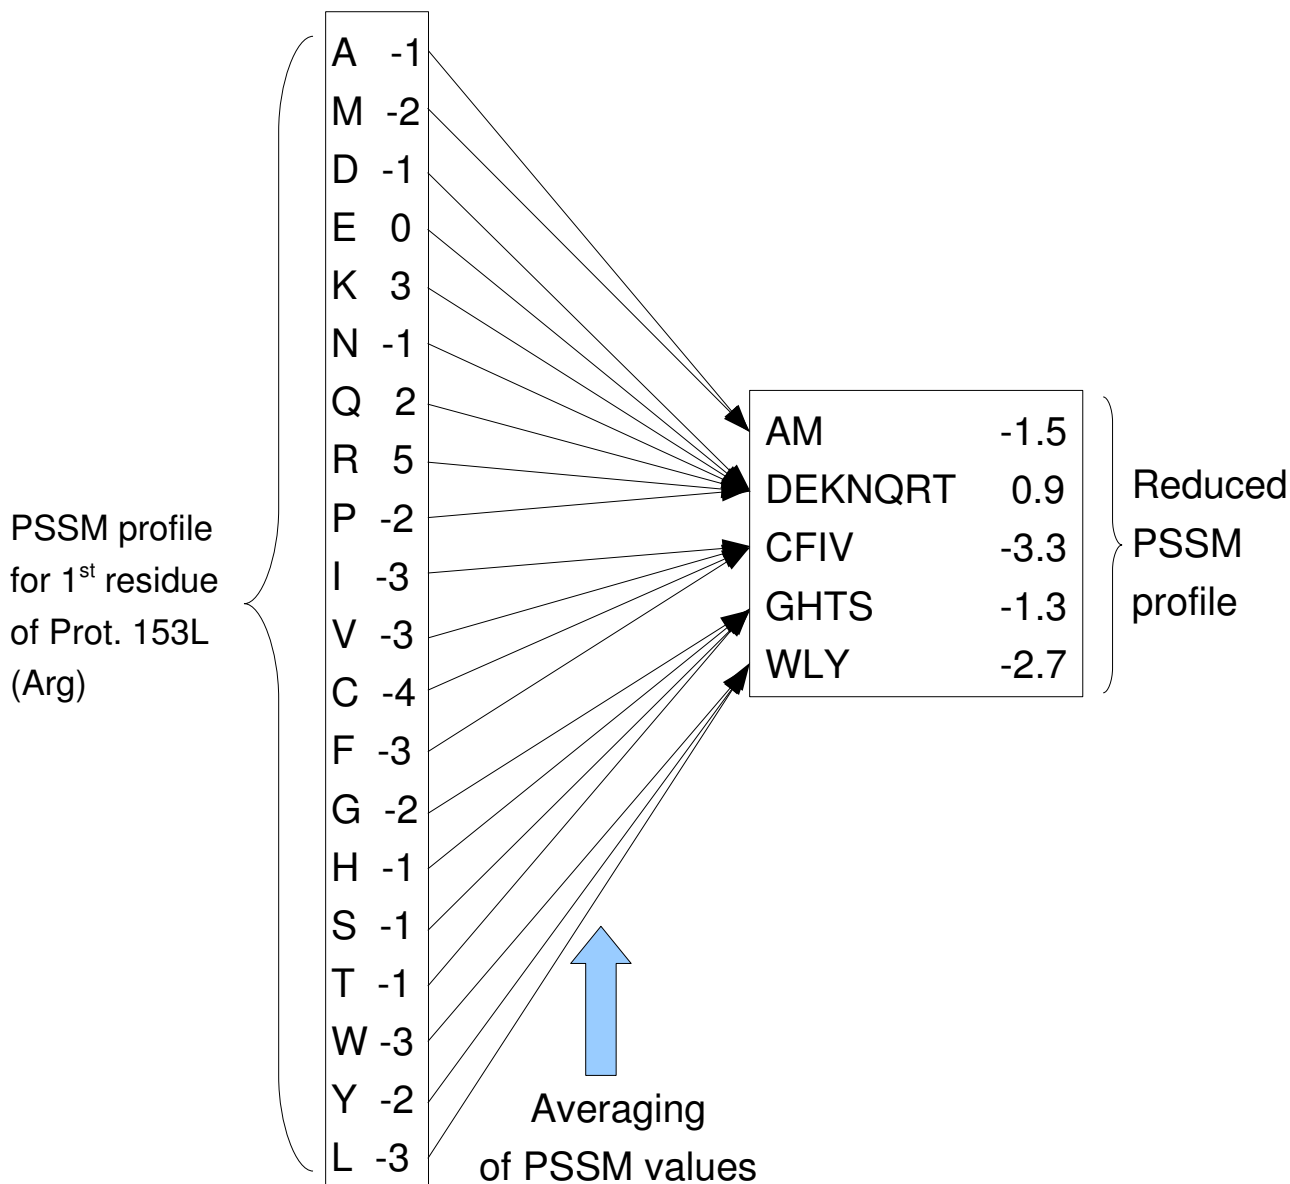 PSSM profile
for 1st residue
of Prot. 153L
(Arg)
A -1
M -2
D -1
E 0
K 3
N -1
Q 2
R 5
P -2
I -3
V -3
C -4
F -3
G -2
H -1
S -1
T -1
W -3
Y -2
L -3
Averaging
of PSSM values
AM -1.5
DEKNQRT 0.9
CFIV -3.3
GHTS -1.3
WLY -2.7
Reduced
PSSM
profile